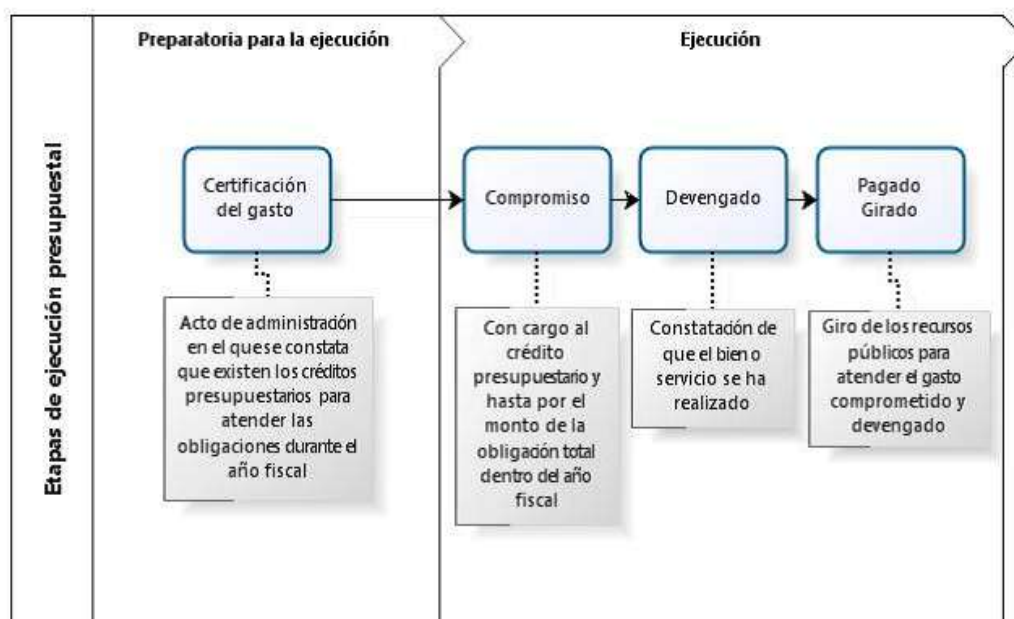 Etapas de ejecución presupuestal
Preparatoria para la ejecución
Ejecución
Certificación
del gasto
Compromiso
Devengado
Pagado
Girado
Acto de administración
en el que se constata
que existen los créditos
presupuestarios para
atender las
obligaciones durante el
año fiscal
Con cargo al
crédito
presupuestario y
hasta por el
monto de la
obligación total
dentro del año
fiscal
Constatación de
que el bien o
servicio se ha
realizado
Giro de los recursos
públicos para
atender el gasto
comprometido y
devengado